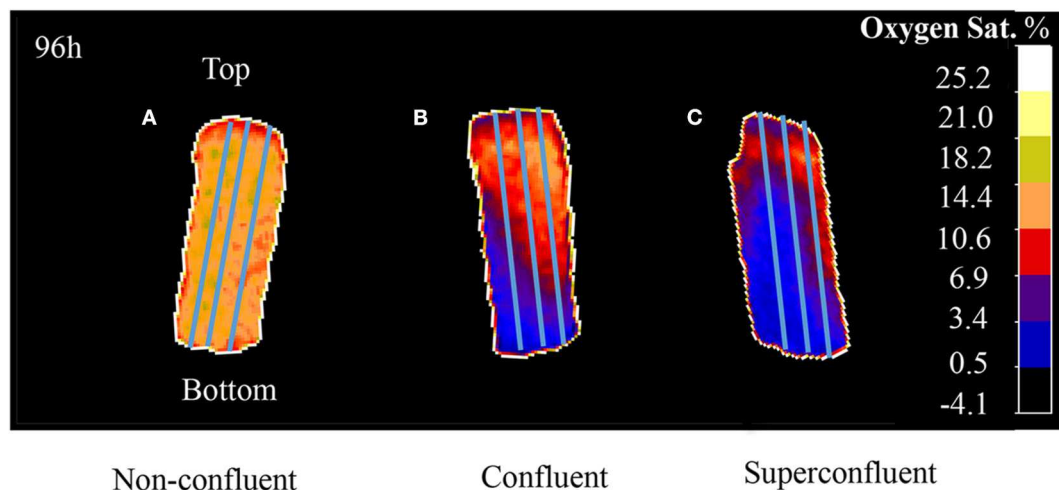 Oxygen Sat. %
96h
Top
A
B
C
25.2
21.0
18.2
14.4
10.6
6.9
3.4
0.5
-4.1
Bottom
Non-confluent
Confluent
Superconfluent